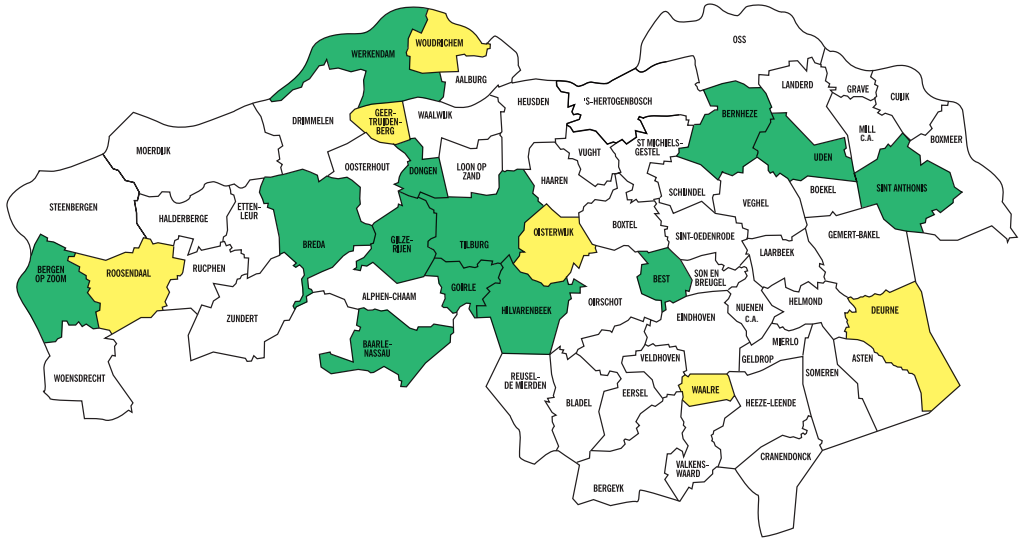 OSS
WOUDRICHEM
WERKENDAM
AALBURG
LANDERD
GRAVE
CUIJK
HEUSDEN
'S-HERTOGENBOSCH
BERNHEZE
GEER-
TRUIDEN-
BERG
WAALWIJK
DRIMMELEN
MILL
C.A.
BOXMEER
ST MICHIELS-
GESTEL
VUGHT
MOERDIJK
UDEN
OOSTERHOUT
DONGEN
LOON OP
ZAND
HAAREN
SCHIJNDEL
BOEKEL
SINT ANTHONIS
STEENBERGEN
HALDERBERGE
ETTEN-
LEUR
VEGHEL
BOXTEL
GEMERT-BAKEL
BREDA
GILZE-
RIJEN
TILBURG
OISTERWIJK
SINT-OEDENRODE
LAARBEEK
BERGEN
OP ZOOM
ROOSENDAAL
RUCPHEN
GOIRLE
BEST
SON EN
BREUGEL
ALPHEN-CHAAM
OIRSCHOT
HELMOND
DEURNE
HILVARENBEEK
NUENEN
C.A.
ZUNDERT
EINDHOVEN
MIERLO
BAARLE-
NASSAU
VELDHOVEN
GELDROP
ASTEN
SOMEREN
WOENSDRECHT
REUSEL-
DE MIERDEN
WAALRE
EERSEL
BLADEL
HEEZE-LEENDE
CRANENDONCK
VALKENS-
WAARD
BERGEYK